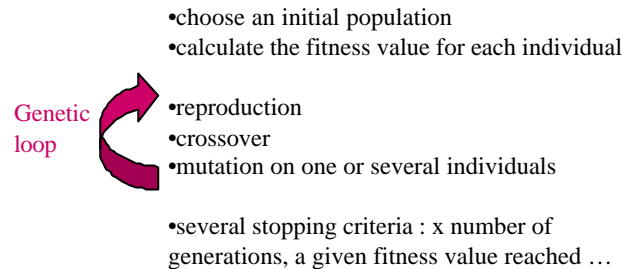 •choose an initial population
•calculate the fitness value for each individual
Genetic
loop
•reproduction
•crossover
•mutation on one or several individuals
•several stopping criteria : x number of
generations, a given fitness value reached …